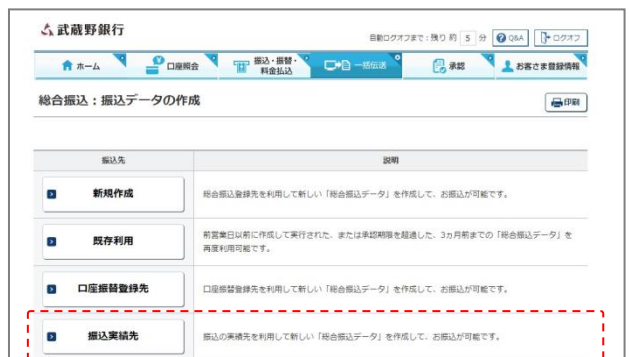 武蔵野銀行
自動ログオフまで：残り 約 5 分 Q&A ログオフ
ホーム 口座照会 振込・振替・料金払込 一括伝送 承認 お客さま登録情報
総合振込：振込データの作成
印刷
振込先 説明
新規作成 総合振込登録先を利用して新しい「総合振込データ」を作成して、お振込が可能です。
既存利用 前営業日以前に作成して実行された、または承認期限を超過した、3ヵ月前までの「総合振込データ」を
再度利用可能です。
口座振替登録先 口座振替登録先を利用して新しい「総合振込データ」を作成して、お振込が可能です。
振込実績先 振込の実績先を利用して新しい「総合振込データ」を作成して、お振込が可能です。